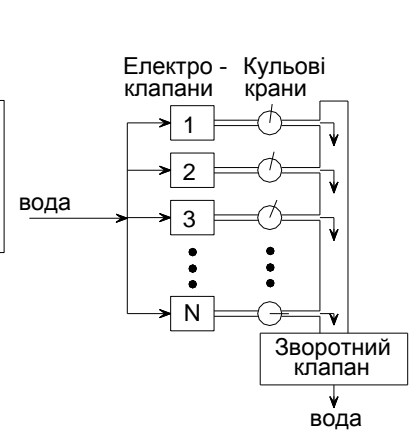 Електро - Кульові
клапани крани
1
2
вода
3
N
Зворотний
клапан
вода